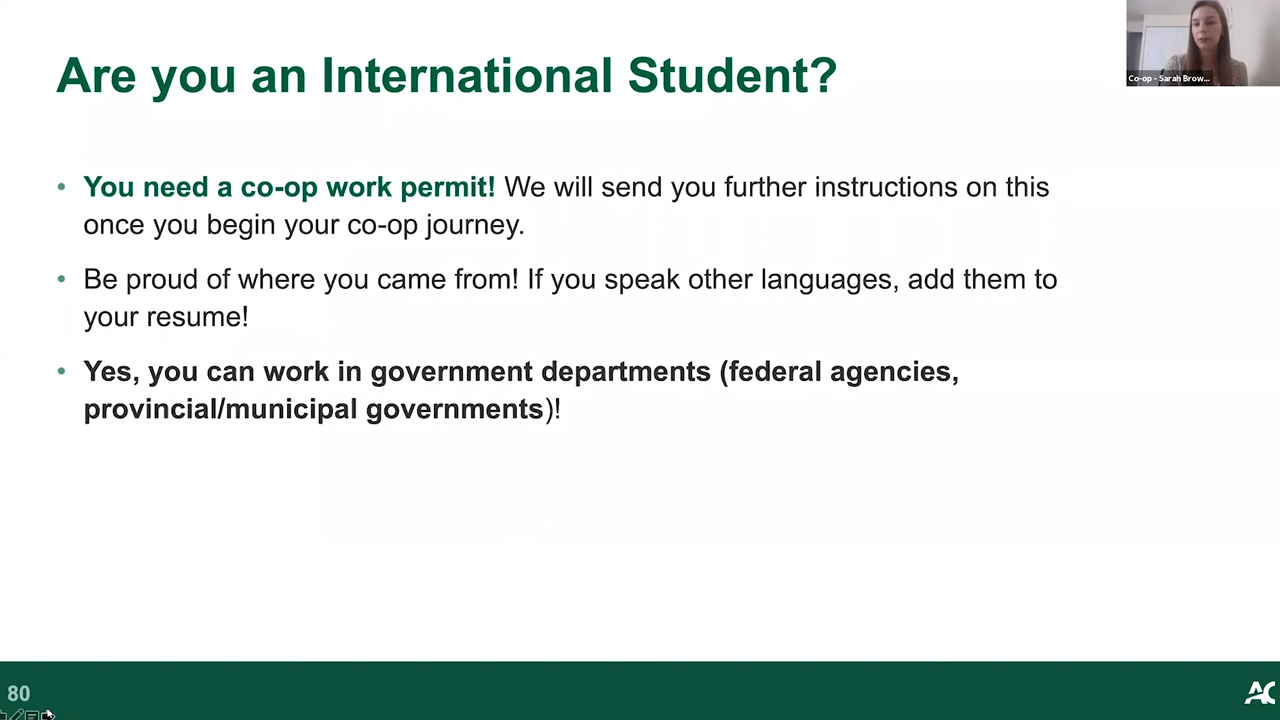 Are you an International Student?
Co-op - Sarah Brow...
• You need a co-op work permit! We will send you further instructions on this
once you begin your co-op journey.
• Be proud of where you came from! If you speak other languages, add them to
your resume!
• Yes, you can work in government departments (federal agencies,
provincial/municipal governments)!
80
AC